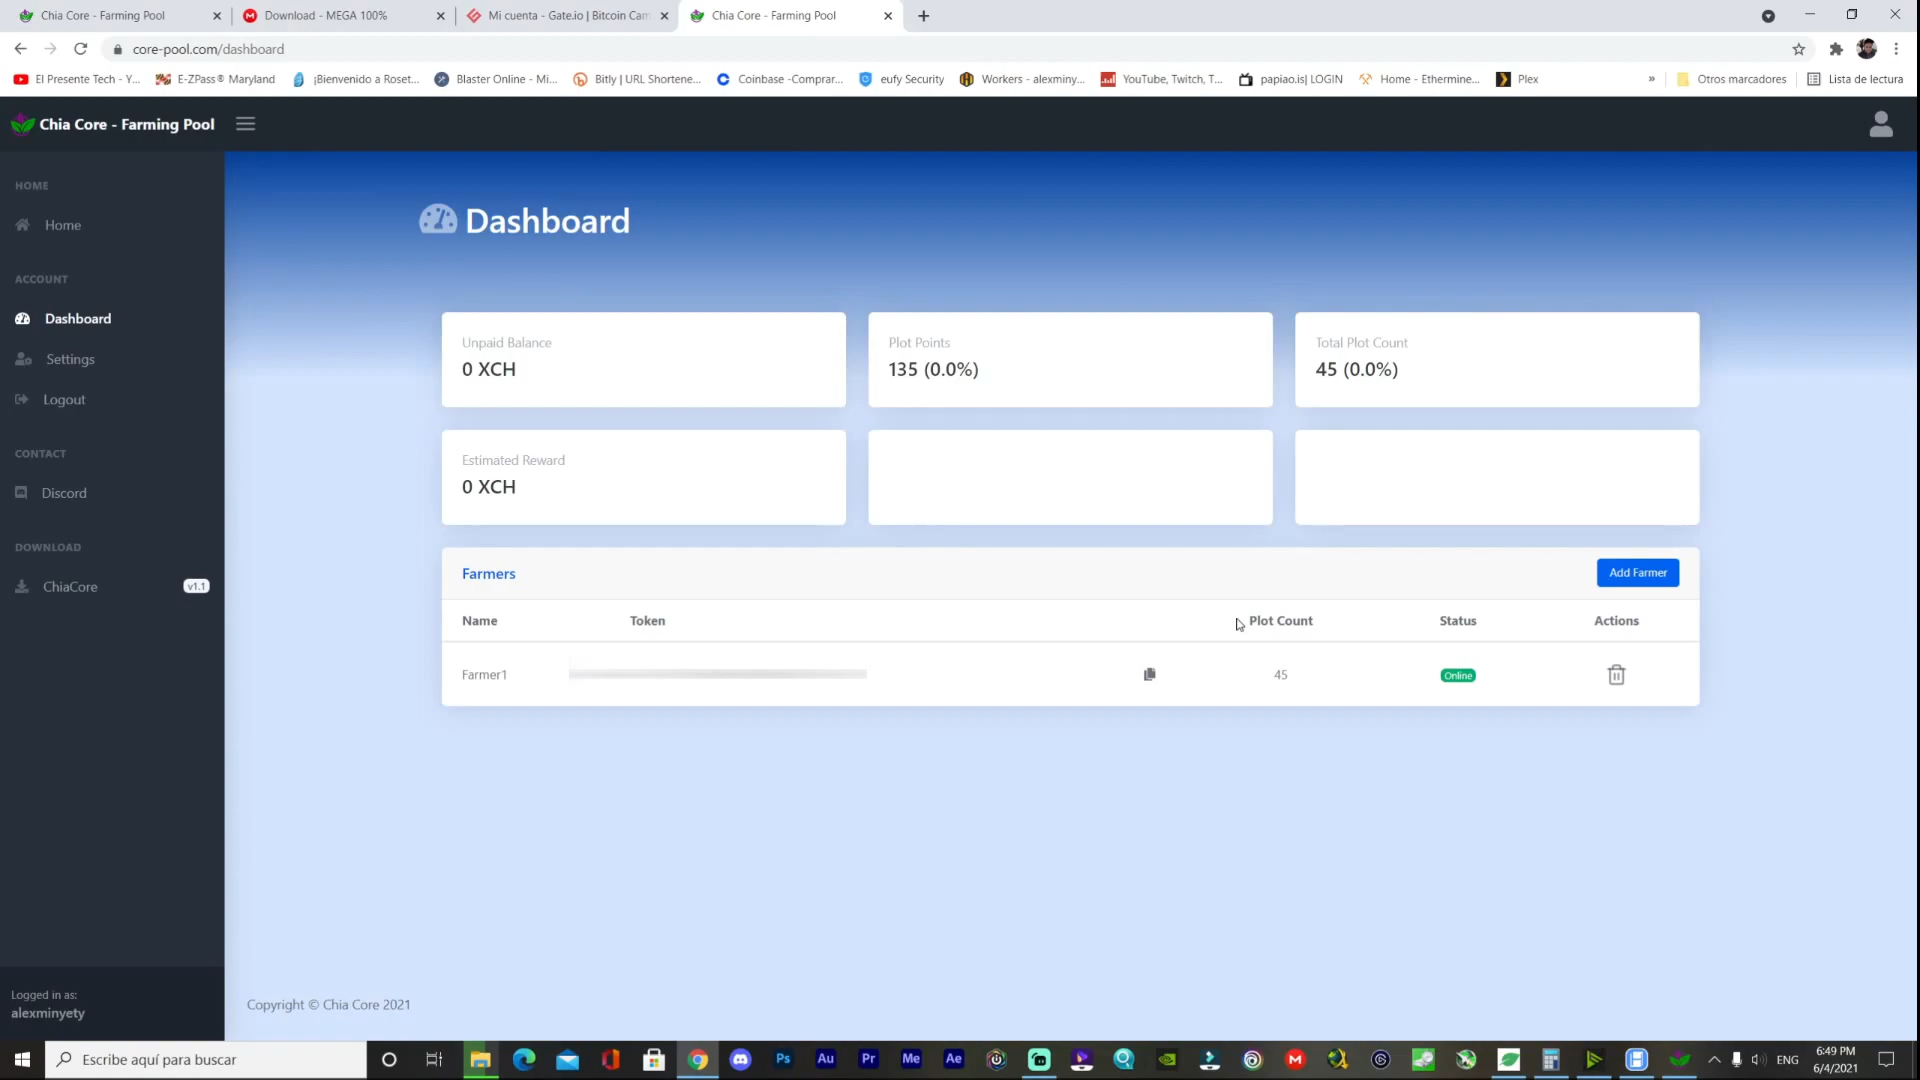 Chia Core - Farming Pool
Download - MEGA 100%
Mi cuenta - Gate.io | Bitcoin Cam
Chia Core - Farming Pool
core-pool.com/dashboard
El Presente Tech - Y...
E-ZPass® Maryland
¡Bienvenido a Roset...
Blaster Online - Mi...
Bitly | URL Shortene...
Coinbase -Comprar...
eufy Security
Workers - alexminy...
YouTube, Twitch, T...
papiao.is| LOGIN
Home - Ethermine...
Plex
»
Otros marcadores
Lista de lectura
Chia Core - Farming Pool
HOME
Home
ACCOUNT
Dashboard
Settings
Logout
CONTACT
Discord
DOWNLOAD
ChiaCore v1.1
Logged in as:
alexminyety
Dashboard
Unpaid Balance
0 XCH
Plot Points
135 (0.0%)
Total Plot Count
45 (0.0%)
Estimated Reward
0 XCH
Farmers
Add Farmer
Name Token Plot Count Status Actions
Farmer1 45 Online
Copyright © Chia Core 2021
Escribe aquí para buscar
Ps
Au
Pr
Me
Ae
ENG
6:49 PM
6/4/2021